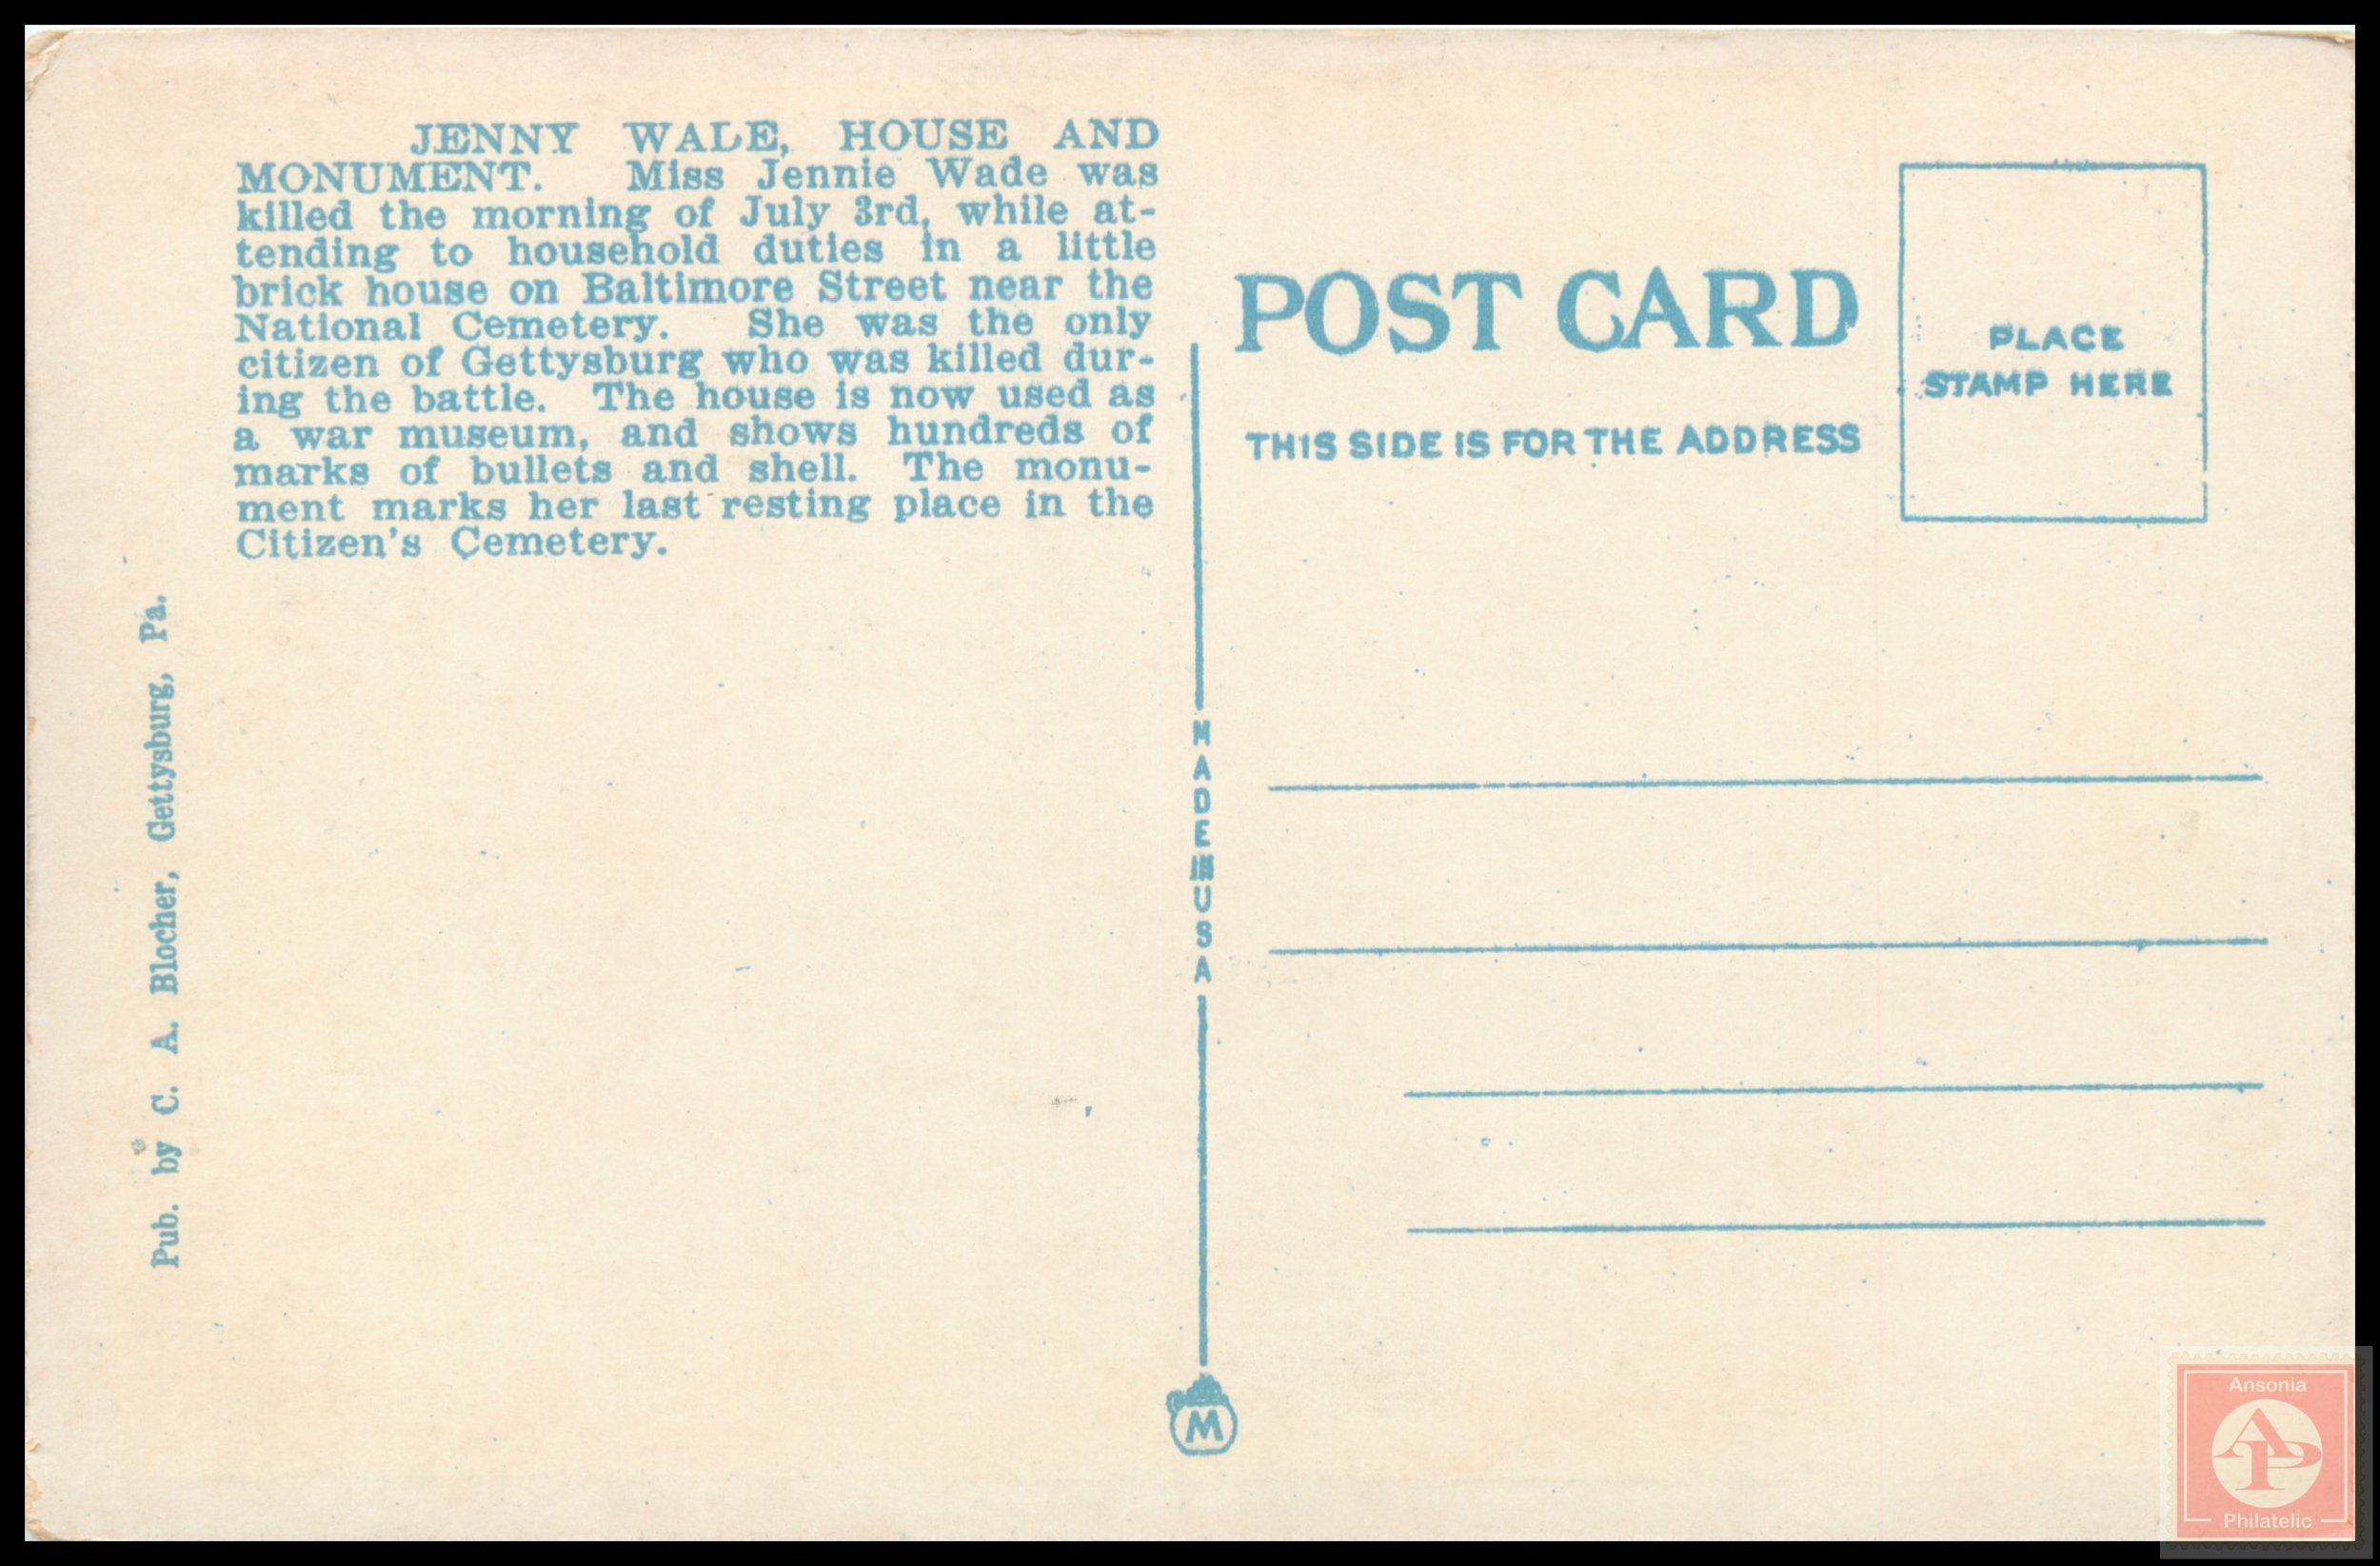 JENNY WALE, HOUSE AND
MONUMENT. Miss Jennie Wade was
killed the morning of July 3rd, while at-
tending to household duties in a little
brick house on Baltimore Street near the
National Cemetery. She was the only
citizen of Gettysburg who was killed dur-
ing the battle. The house is now used as
a war museum, and shows hundreds of
marks of bullets and shell. The monu-
ment marks her last resting place in the
Citizen's Cemetery.
Pub. by C. A. Blocher, Gettysburg, Pa.
MADE IN USA
M
POST CARD
THIS SIDE IS FOR THE ADDRESS
PLACE
STAMP HERE
Ansonia
AP
Philatelic